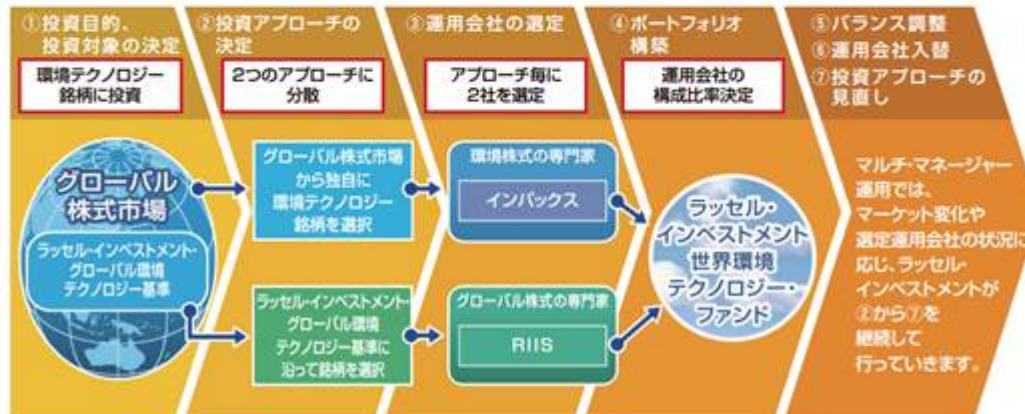 ①投資目的、
投資対象の決定
環境テクノロジー
銘柄に投資
グローバル
株式市場
ラッセル・インベストメント・
グローバル環境
テクノロジー基準
②投資アプローチの
決定
2つのアプローチに
分散
グローバル株式市場
から独自に
環境テクノロジー
銘柄を選択
ラッセル・インベストメント・
グローバル環境
テクノロジー基準に
沿って銘柄を選択
③運用会社の選定
アプローチ毎に
2社を選定
環境株式の専門家
インパックス
グローバル株式の専門家
RIIS
④ポートフォリオ
構築
運用会社の
構成比率決定
ラッセル・
インベストメント
世界環境
テクノロジー・
ファンド
⑤バランス調整
⑥運用会社入替
⑦投資アプローチの
見直し
マルチ・マネージャー
運用では、
マーケット変化や
選定運用会社の状況に
応じ、ラッセル・
インベストメントが
②から⑦を
継続して
行っていきます。